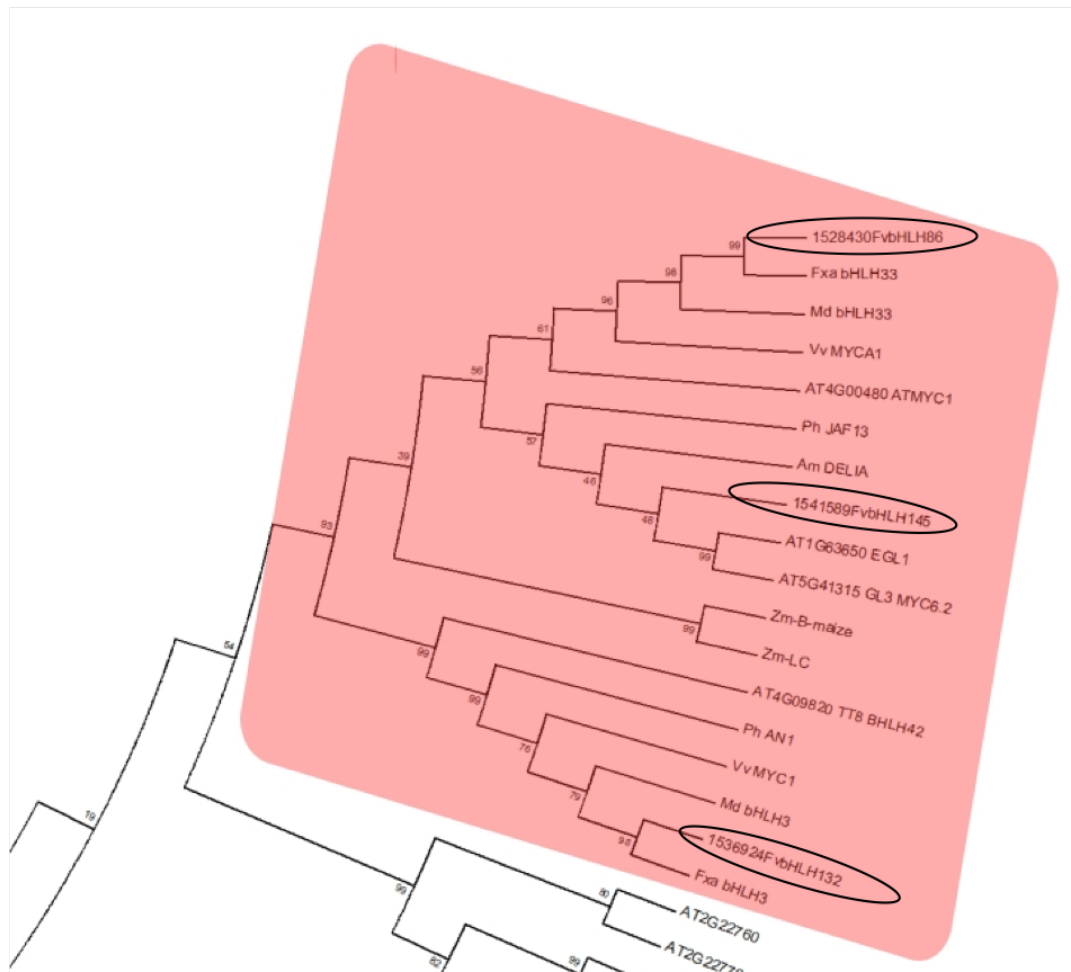 1528430FvbHLH86
99
Fxa bHLH33
98
Md bHLH33
96
Vv MYCA1
61
AT4G00480 ATMYC1
56
Ph JAF13
57
Am DELIA
39
46
1541589FvbHLH145
48
AT1G63650 EGL1
93
99
AT5G41315 GL3 MYC6.2
Zm-B-maize
99
Zm-LC
54
99
AT4G09820 TT8 BHLH42
99
Ph AN1
76
Vv MYC1
79
Md bHLH3
19
98
1536924FvbHLH132
Fxa bHLH3
99
80
AT2G22760
82
99